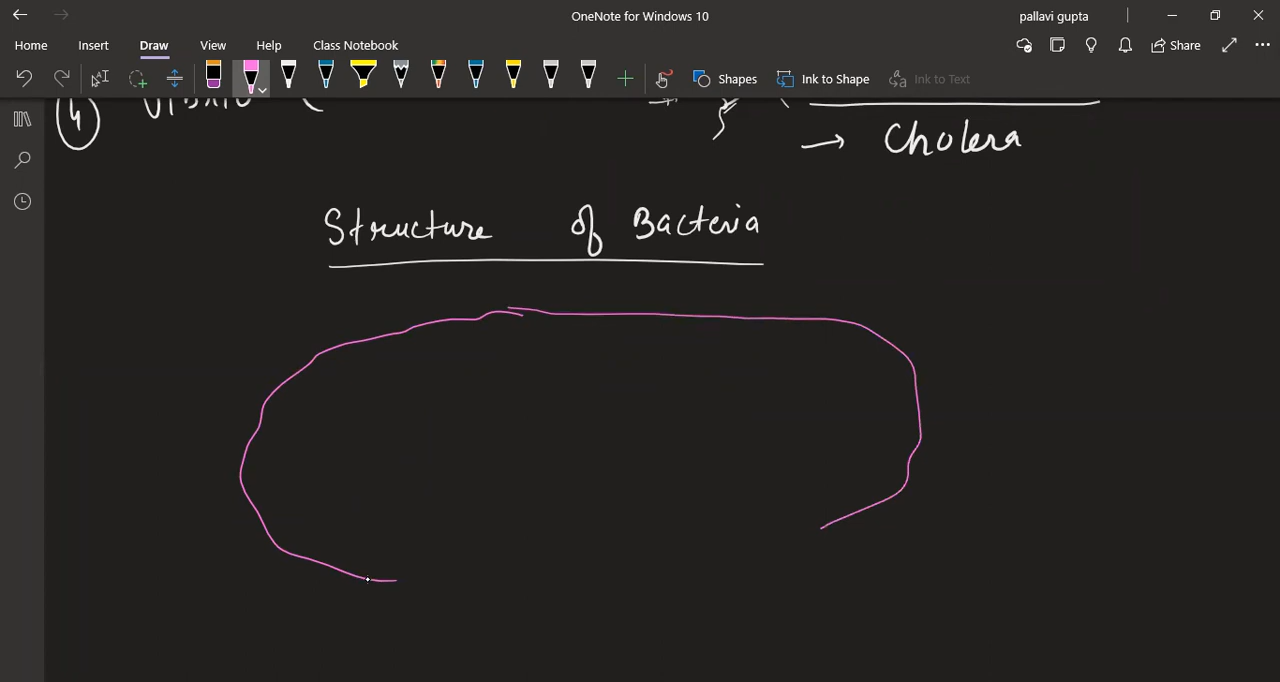 OneNote for Windows 10
pallavi gupta
Home Insert Draw View Help Class Notebook
Share
Shapes Ink to Shape Ink to Text
4
→ Cholera
Structure of Bacteria